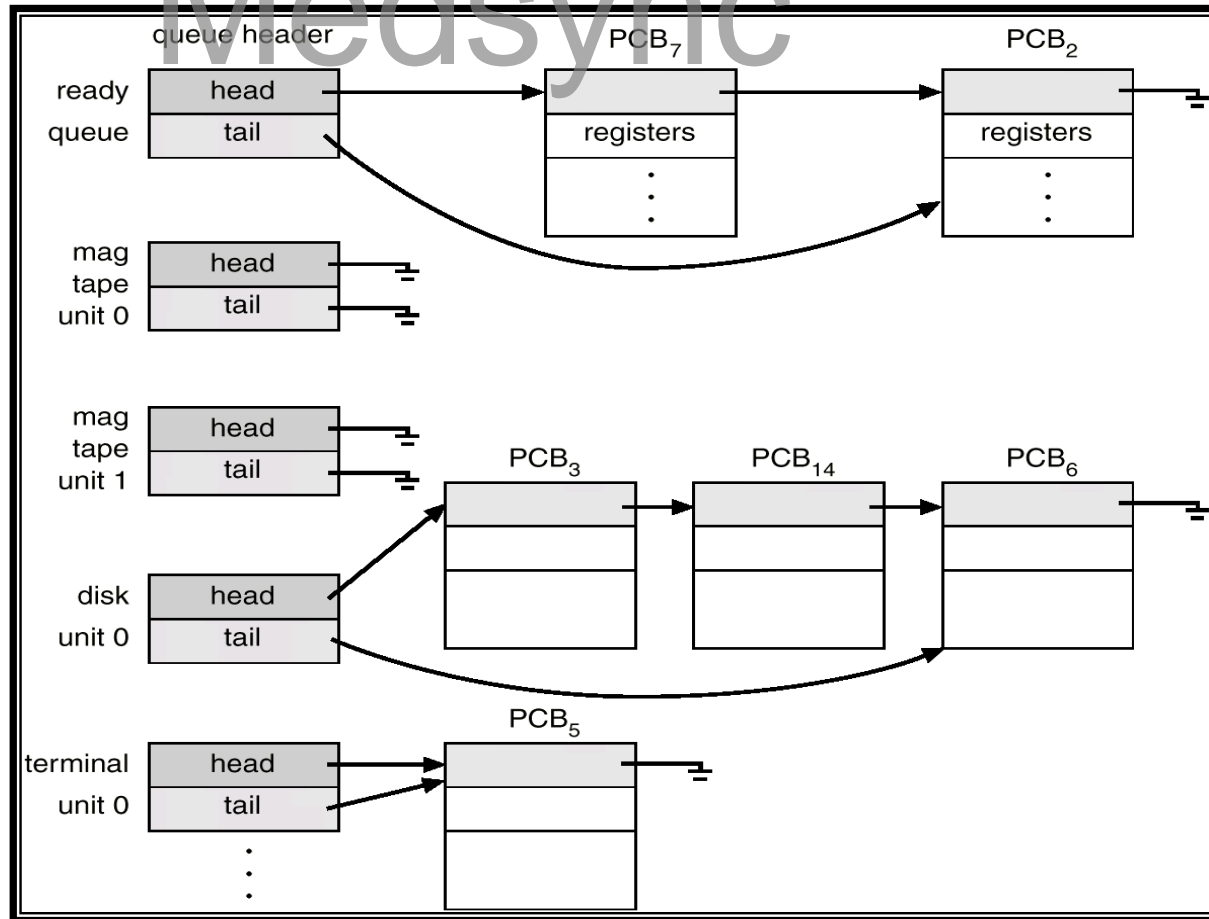 Medsync
queue header
PCB7
PCB2
ready
queue
head
tail
registers
registers
mag
tape
unit 0
head
tail
mag
tape
unit 1
head
tail
PCB3
PCB14
PCB6
disk
unit 0
head
tail
PCB5
terminal
unit 0
head
tail